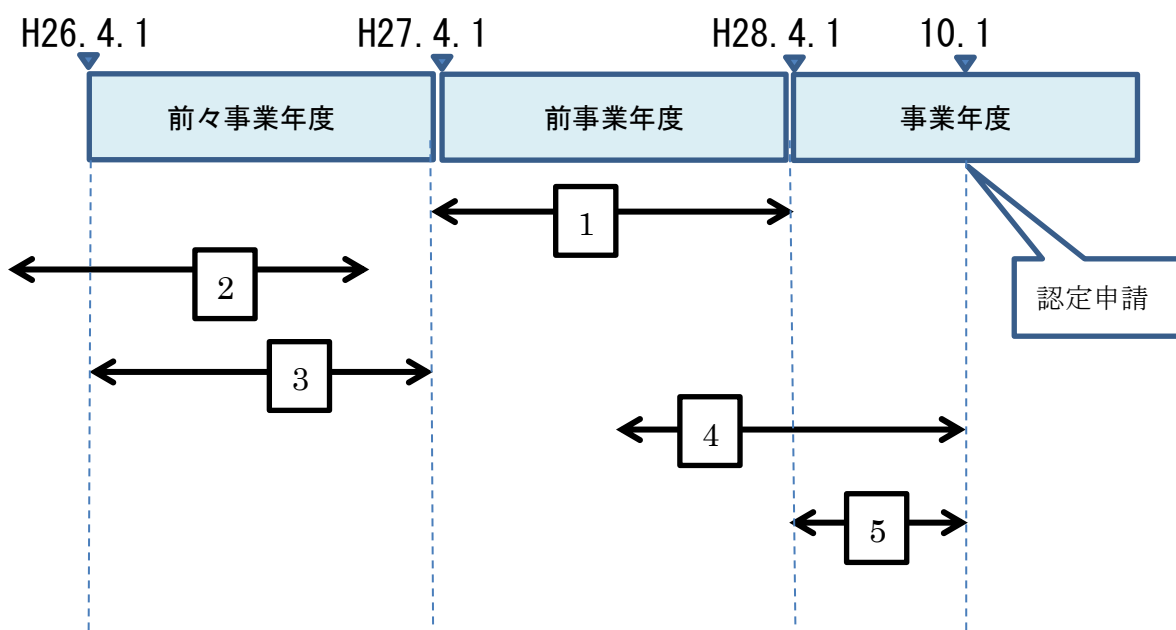 H26.4.1
H27.4.1
H28.4.1
10.1
前々事業年度
前事業年度
事業年度
1
2
認定申請
3
4
5